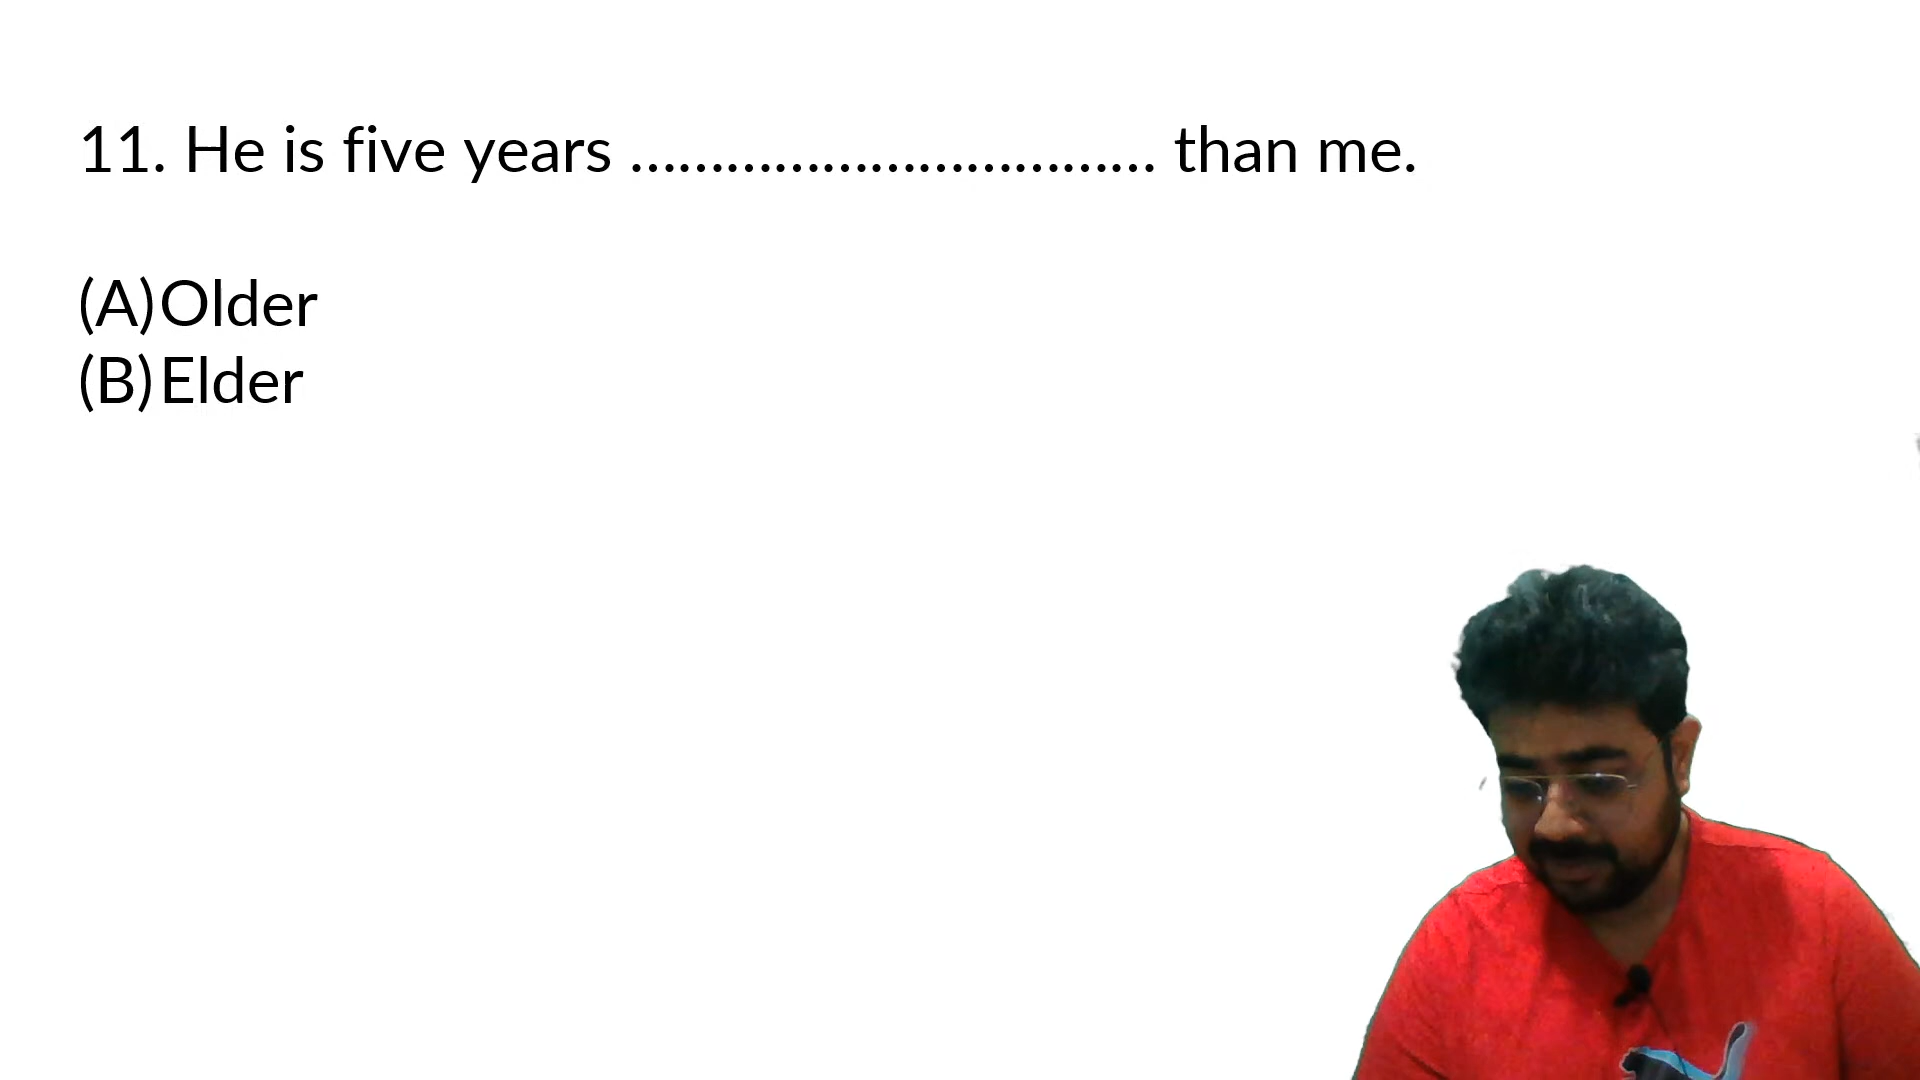 11. He is five years ................................. than me.
(A)Older
(B)Elder